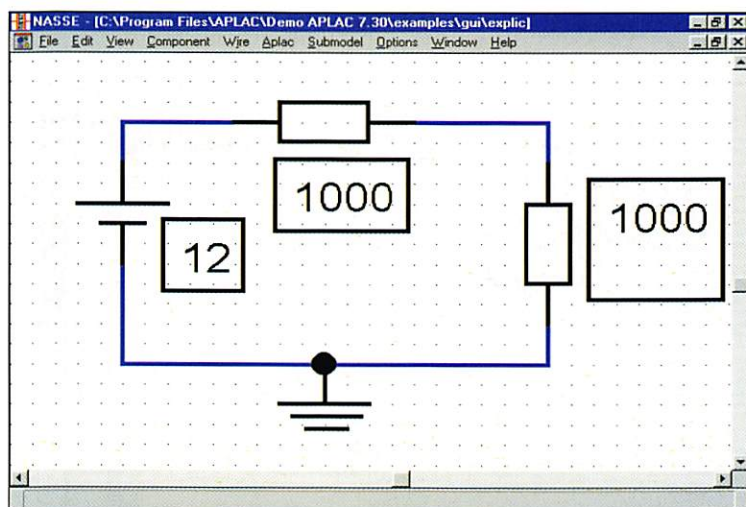 NASSE - [C:\Program Files\APLAC\Demo APLAC 7.30\examples\gui\explic]
File Edit View Component Wire Aplac Submodel Options Window Help
1000
1000
12